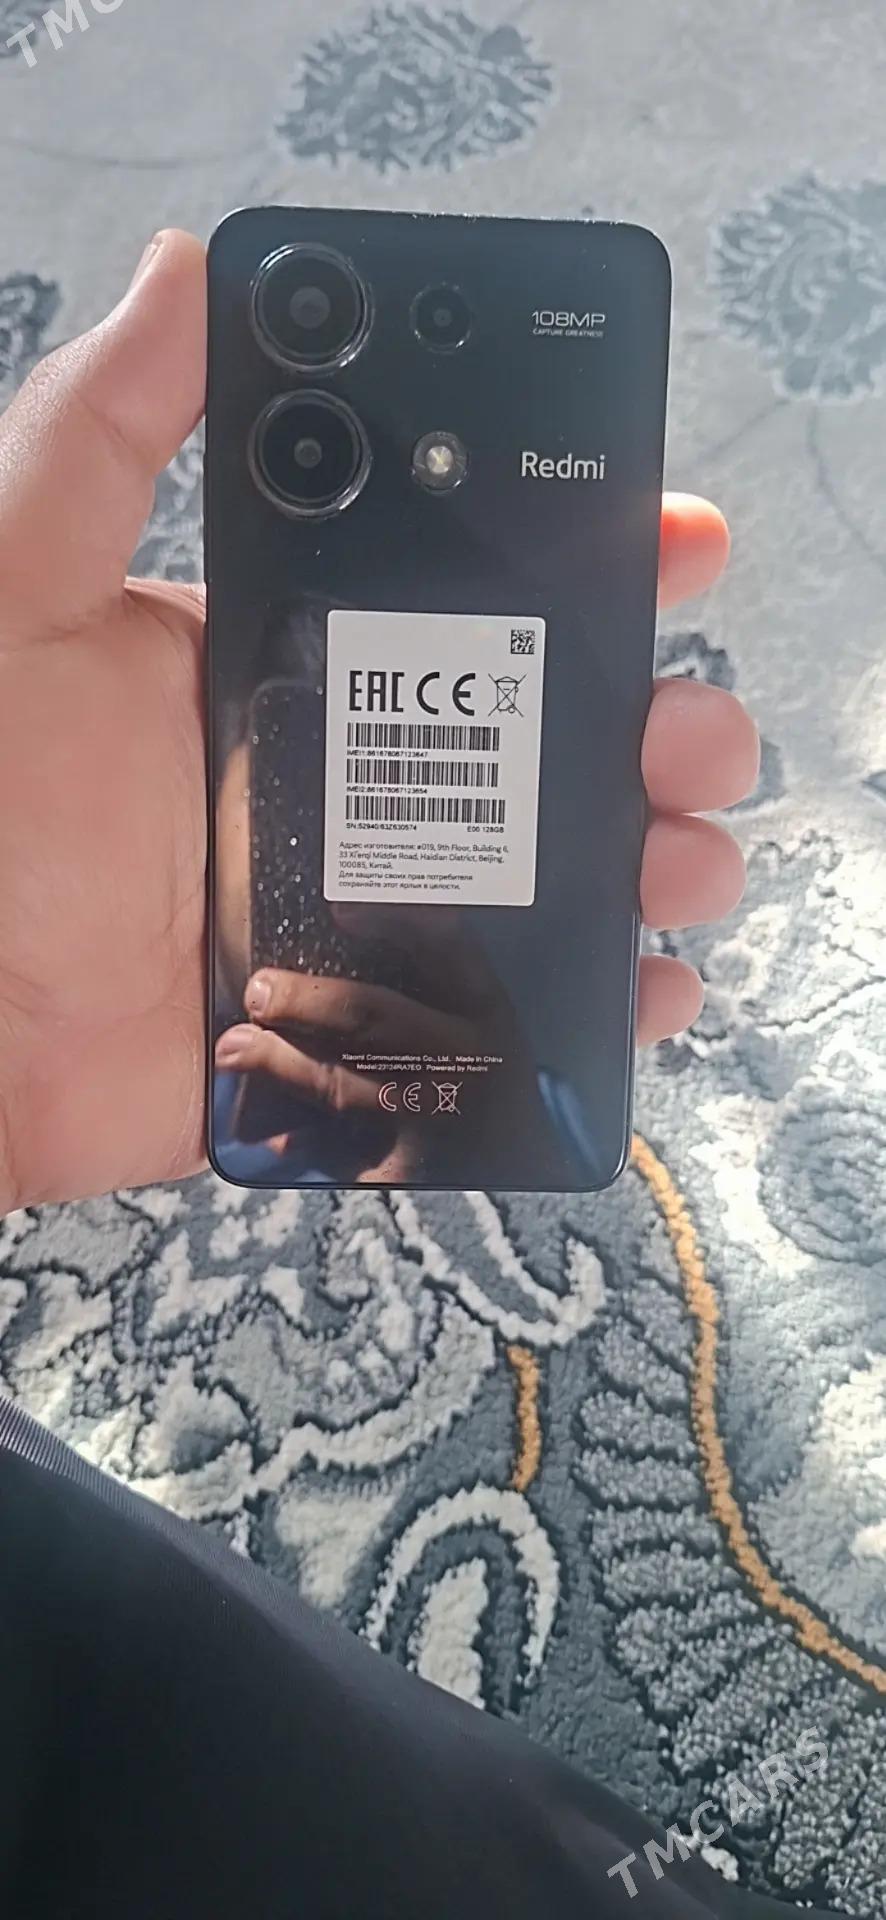 TMC
108MP
CAPTURE GREATNESS
Redmi
EAC CE
IMEI1:861678067123647
IMEI2:861678067123654
SN:52940/63Z630574 E00 128GB
Адрес изготовителя: #019, 9th Floor, Building 6,
33 Xi'erqi Middle Road, Haidian District, Beijing,
100085, Китай.
Для защиты своих прав потребителя
сохраняйте этот ярлык в целости.
Xiaomi Communications Co., Ltd. Made in China
Model:23124RA7EO Powered by Redmi
CE
TMCARS